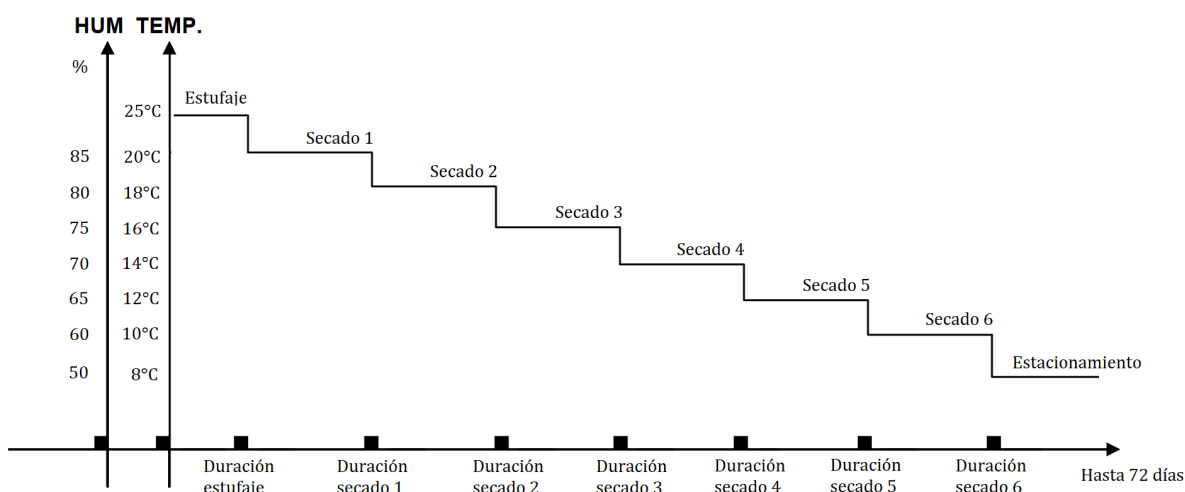 HUM TEMP.
%
25°C
Estufaje
Secado 1
85
20°C
Secado 2
80
18°C
Secado 3
75
16°C
Secado 4
70
14°C
Secado 5
65
12°C
Secado 6
60
10°C
Estacionamiento
50
8°C
Duración
estufaje
Duración
secado 1
Duración
secado 2
Duración
secado 3
Duración
secado 4
Duración
secado 5
Duración
secado 6
Hasta 72 días